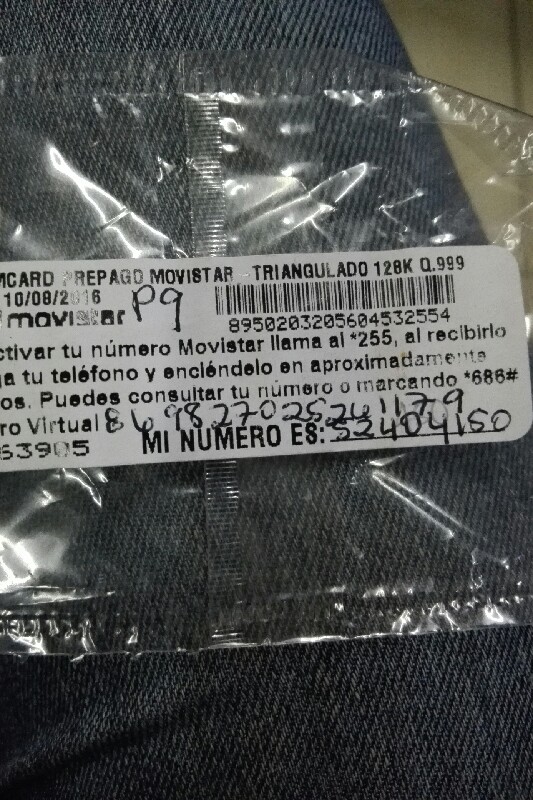 MCARD PREPAGO MOVISTAR - TRIANGULADO 128K Q.999
10/08/2016 P9
movistar 8950203205604532554
ctivar tu número Movistar llama al *255, al recibirlo
ga tu teléfono y enciéndelo en aproximadamente
os. Puedes consultar tu número o marcando *686#
ro Virtual
63905 MI NUMERO ES: 52404150